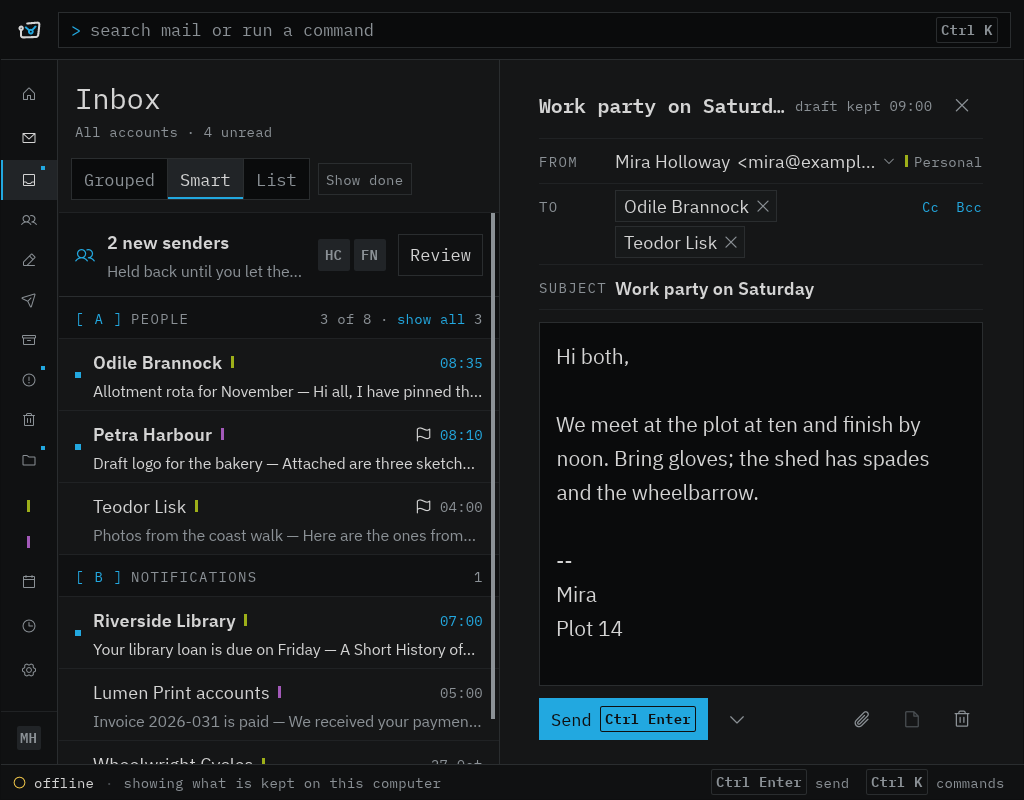 > search mail or run a command Ctrl K
Inbox
All accounts · 4 unread
Grouped Smart List Show done
2 new senders
Held back until you let the... HC FN Review
[ A ] PEOPLE 3 of 8 · show all 3
Odile Brannock 08:35
Allotment rota for November — Hi all, I have pinned th...
Petra Harbour 08:10
Draft logo for the bakery — Attached are three sketch...
Teodor Lisk 04:00
Photos from the coast walk — Here are the ones from...
[ B ] NOTIFICATIONS 1
Riverside Library 07:00
Your library loan is due on Friday — A Short History of...
Lumen Print accounts 05:00
Invoice 2026-031 is paid — We received your paymen...
Wheelwright Cycles 27 Oct
MH
Work party on Saturd… draft kept 09:00
FROM Mira Holloway <mira@exampl... Personal
TO Odile Brannock Cc Bcc
Teodor Lisk
SUBJECT Work party on Saturday
Hi both,
We meet at the plot at ten and finish by
noon. Bring gloves; the shed has spades
and the wheelbarrow.
--
Mira
Plot 14
Send Ctrl Enter
offline · showing what is kept on this computer Ctrl Enter send Ctrl K commands